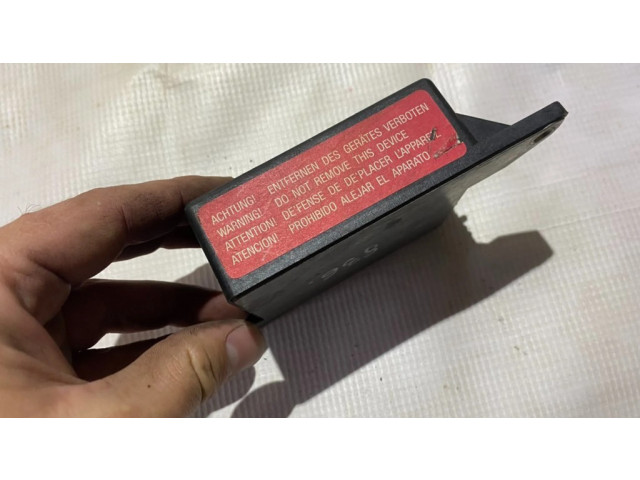 ACHTUNG! ENTFERNEN DES GERÄTES VERBOTEN
WARNING! DO NOT REMOVE THIS DEVICE
ATTENTION! DEFENSE DE DEPLACER L'APPAREIL
ATENCION! PROHIBIDO ALEJAR EL APARATO